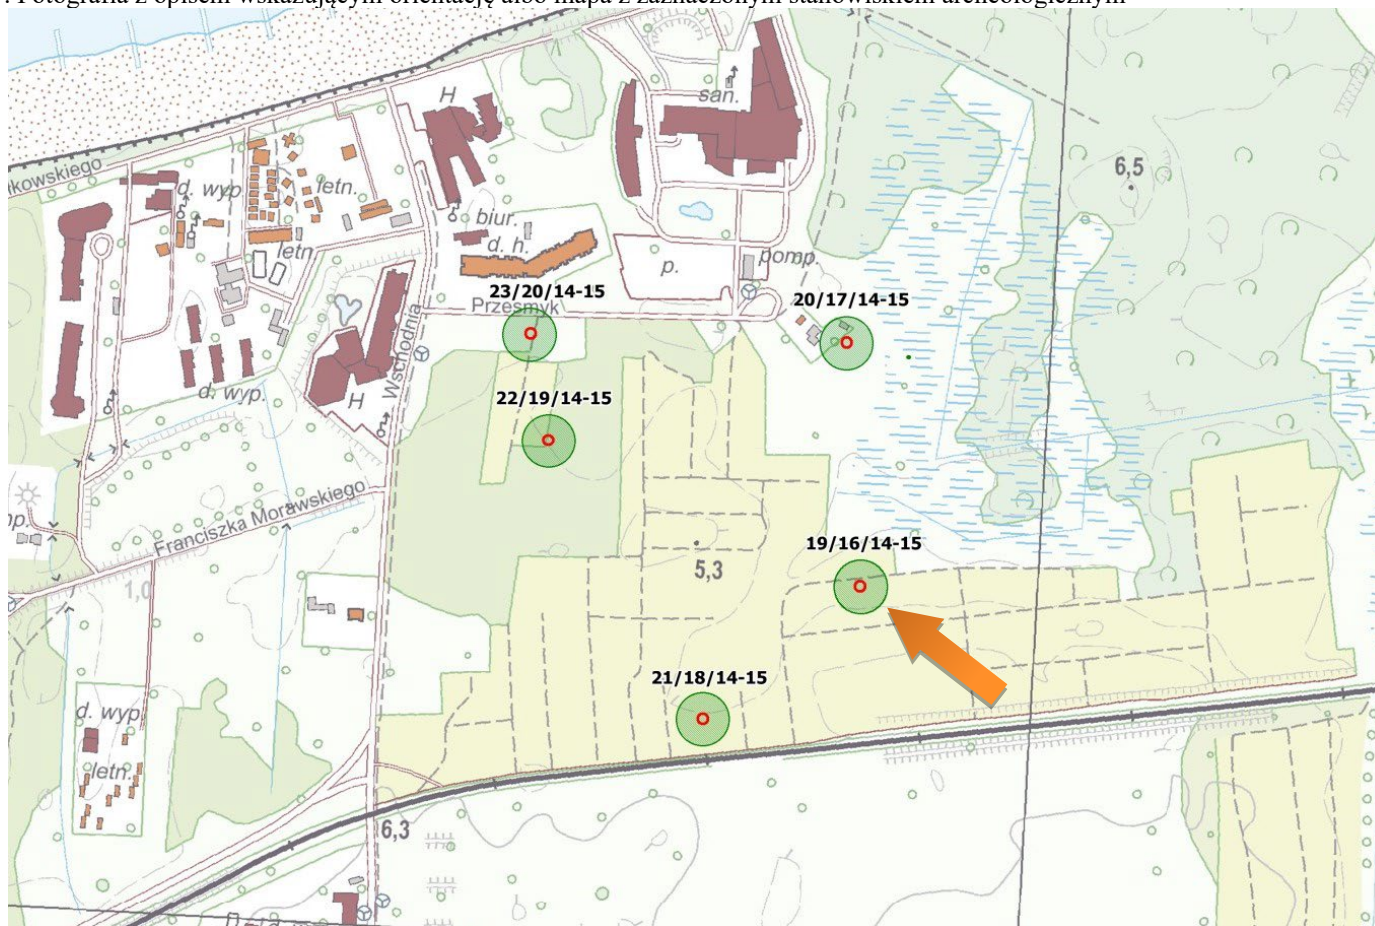 . Fotografia z opisem wskazującym orientację albo mapa z zaznaczonym stanowiskiem archeologicznym
H
san.
6,5
d. wyp.
letn.
biur.
d. h.
letn.
p.
pomp.
23/20/14-15
Przesmyk
20/17/14-15
Wschodnia
d. wyp.
H
22/19/14-15
Franciszka Morawskiego
1,0
5,3
19/16/14-15
21/18/14-15
d. wyp.
letn.
6,3